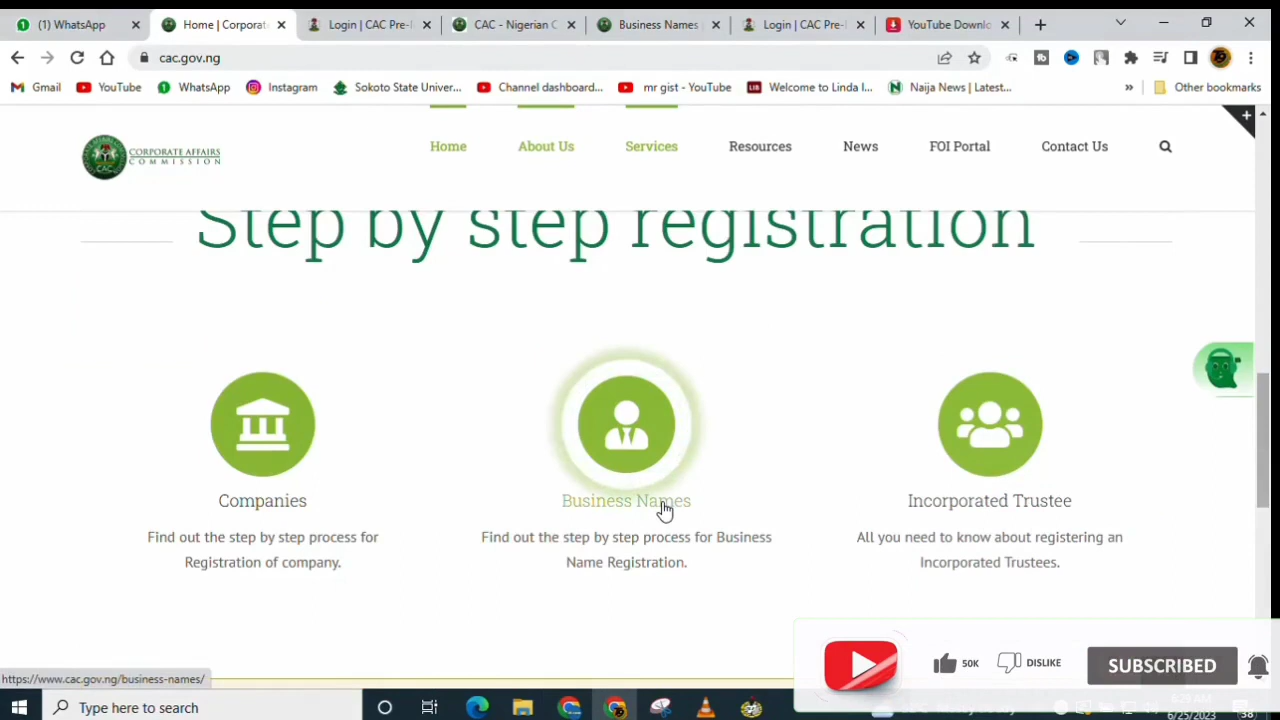 (1) WhatsApp
Home | Corporat
Login | CAC Pre-
CAC - Nigerian C
Business Names
Login | CAC Pre-
YouTube Downlo
cac.gov.ng
Gmail
YouTube
WhatsApp
Instagram
Sokoto State Univer...
Channel dashboard...
mr gist - YouTube
Welcome to Linda I...
Naija News | Latest...
»
Other bookmarks
CORPORATE AFFAIRS
COMMISSION
Home
About Us
Services
Resources
News
FOI Portal
Contact Us
Step by step registration
Companies
Find out the step by step process for
Registration of company.
Business Names
Find out the step by step process for Business
Name Registration.
Incorporated Trustee
All you need to know about registering an
Incorporated Trustees.
50K
DISLIKE
SUBSCRIBED
https://www.cac.gov.ng/business-names/
Type here to search
6/25/2023
38